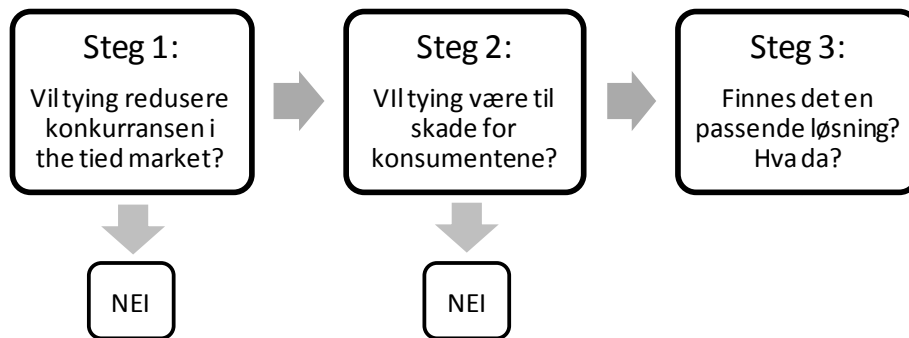 Steg 1:
Vil tying redusere
konkurransen i
the tied market?
Steg 2:
VIl tying være til
skade for
konsumentene?
Steg 3:
Finnes det en
passende løsning?
Hva da?
NEI
NEI